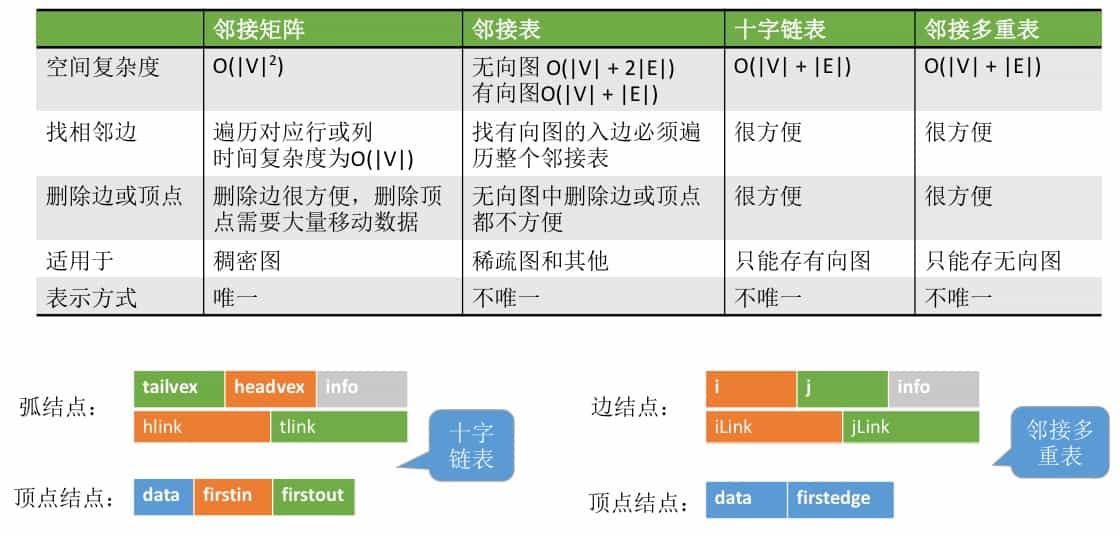 邻接矩阵 邻接表 十字链表 邻接多重表
空间复杂度 O(|V|²) 无向图 O(|V| + 2|E|) O(|V| + |E|) O(|V| + |E|)
有向图O(|V| + |E|)
找相邻边 遍历对应行或列 找有向图的入边必须遍 很方便 很方便
时间复杂度为O(|V|) 历整个邻接表
删除边或顶点 删除边很方便，删除顶 无向图中删除边或顶点 很方便 很方便
点需要大量移动数据 都不方便
适用于 稠密图 稀疏图和其他 只能存有向图 只能存无向图
表示方式 唯一 不唯一 不唯一 不唯一
弧结点：
tailvex headvex info
hlink tlink
十字
链表
顶点结点：
data firstin firstout
边结点：
i j info
iLink jLink
邻接多
重表
顶点结点：
data firstedge